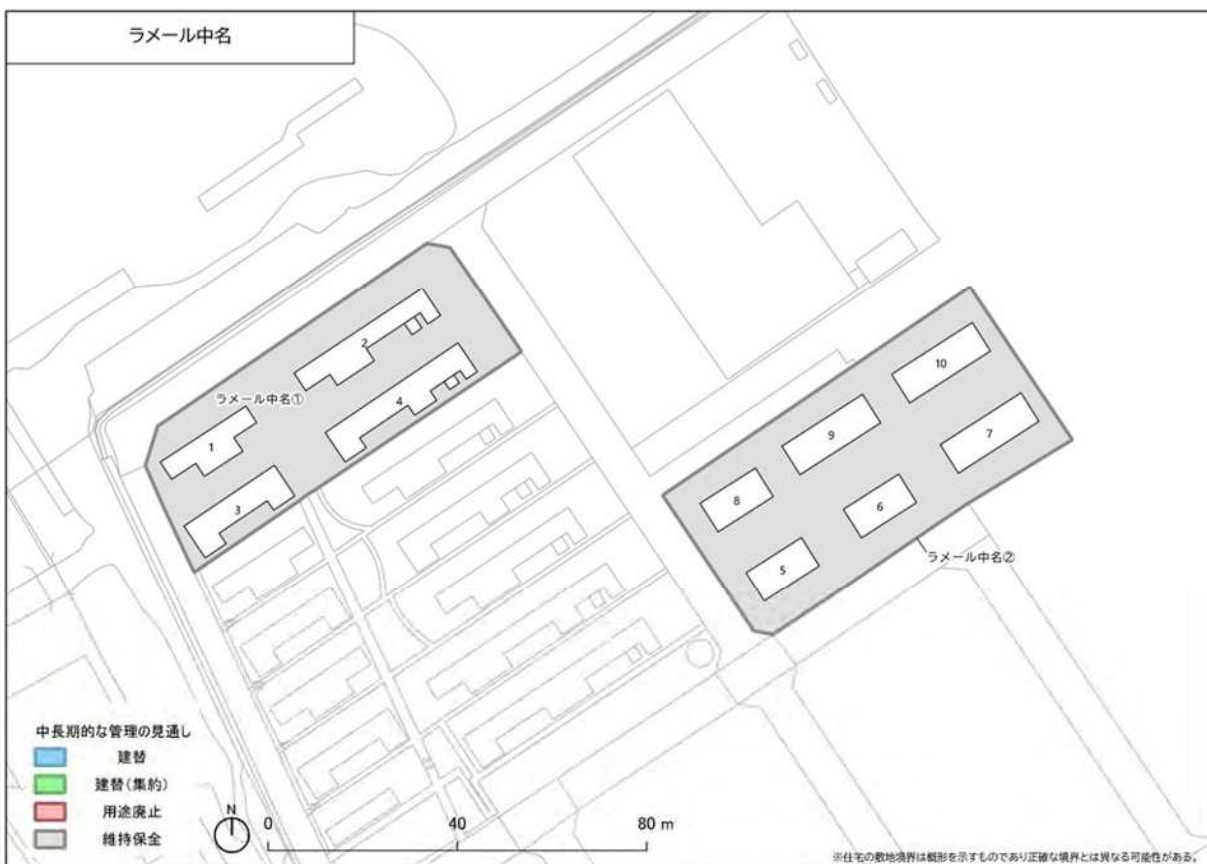 ラメール中名
2
10
ラメール中名①
4
9
7
1
8
6
3
ラメール中名②
5
中長期的な管理の見通し
建替
建替(集約)
用途廃止
維持保全
N
0 40 80 m
※住宅の敷地境界は概形を示すものであり正確な境界とは異なる可能性がある。